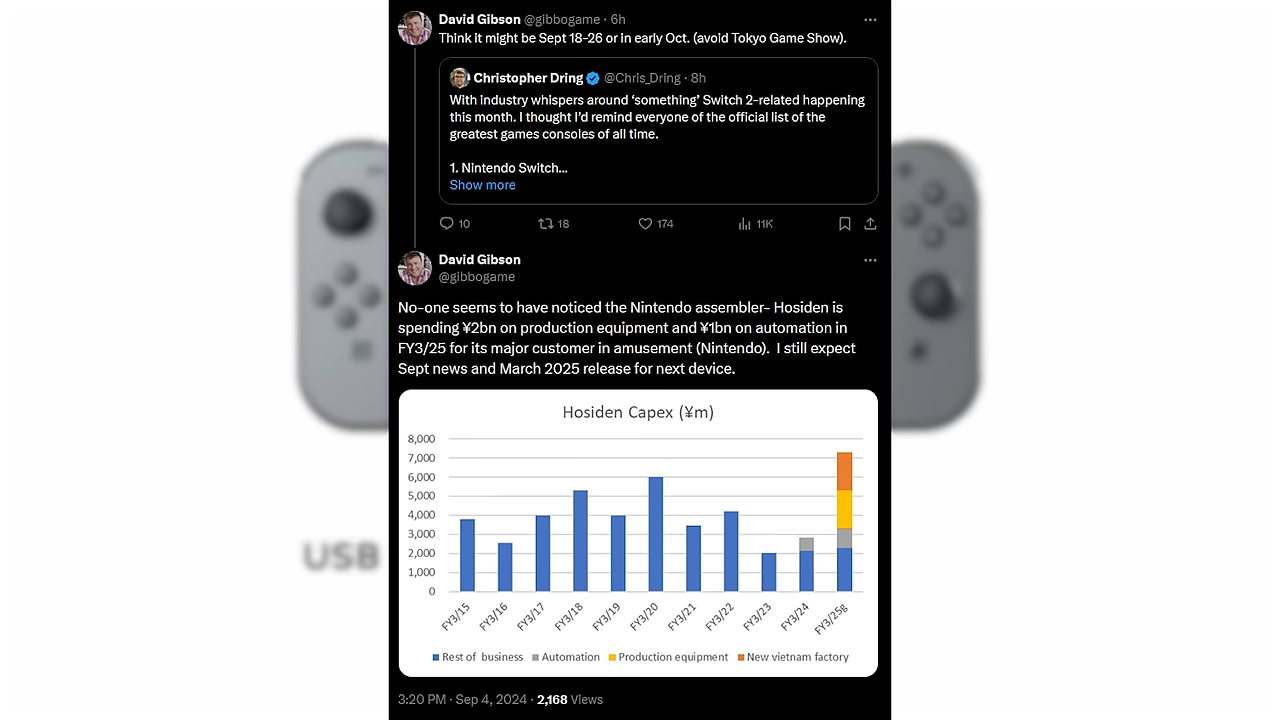 David Gibson @gibbogame · 6h
Think it might be Sept 18-26 or in early Oct. (avoid Tokyo Game Show).
Christopher Dring @Chris_Dring · 8h
With industry whispers around ‘something’ Switch 2-related happening
this month. I thought I’d remind everyone of the official list of the
greatest games consoles of all time.
1. Nintendo Switch...
Show more
10 18 174 11K
David Gibson
@gibbogame
No-one seems to have noticed the Nintendo assembler- Hosiden is
spending ¥2bn on production equipment and ¥1bn on automation in
FY3/25 for its major customer in amusement (Nintendo). I still expect
Sept news and March 2025 release for next device.
Hosiden Capex (¥m)
8,000
7,000
6,000
5,000
4,000
3,000
2,000
1,000
0
FY3/15 FY3/16 FY3/17 FY3/18 FY3/19 FY3/20 FY3/21 FY3/22 FY3/23 FY3/24 FY3/25g
Rest of business Automation Production equipment New vietnam factory
3:20 PM · Sep 4, 2024 · 2,168 Views
USB